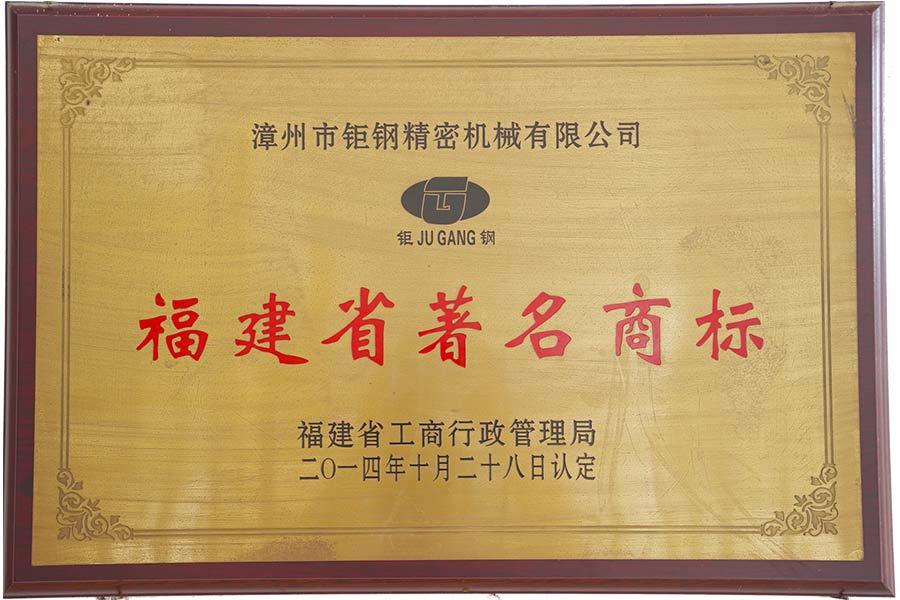 漳州市钜钢精密机械有限公司
钜 JU GANG 钢
福建省著名商标
福建省工商行政管理局
二〇一四年十月二十八日认定